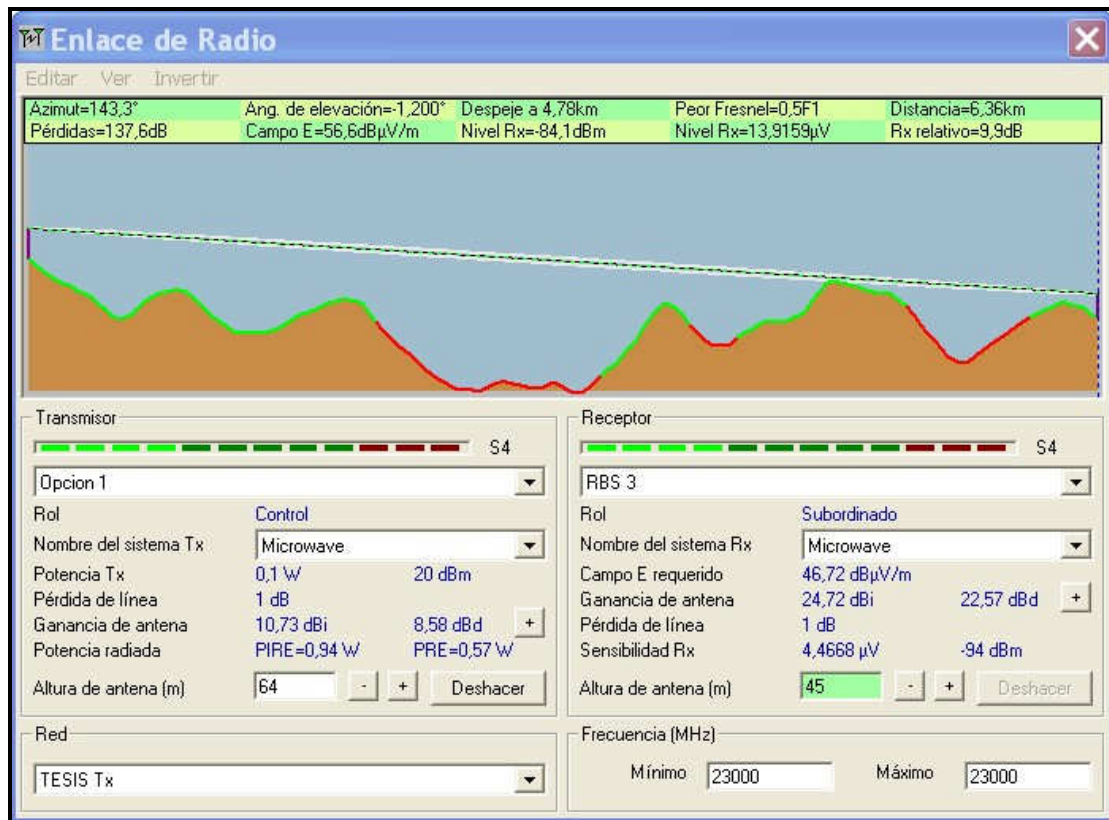 Enlace de Radio
Editar Ver Invertir
Azimut=143,3° Ang. de elevación=-1,200° Despeje a 4,78km Peor Fresnel=0,5F1 Distancia=6,36km
Pérdidas=137,6dB Campo E=56,6dBµV/m Nivel Rx=-84,1dBm Nivel Rx=13,9159µV Rx relativo=9,9dB
Transmisor
S4
Opcion 1
Rol Control
Nombre del sistema Tx Microwave
Potencia Tx 0,1 W 20 dBm
Pérdida de línea 1 dB
Ganancia de antena 10,73 dBi 8,58 dBd +
Potencia radiada PIRE=0,94 W PRE=0,57 W
Altura de antena (m) 64 - + Deshacer
Receptor
S4
RBS 3
Rol Subordinado
Nombre del sistema Rx Microwave
Campo E requerido 46,72 dBµV/m
Ganancia de antena 24,72 dBi 22,57 dBd +
Pérdida de línea 1 dB
Sensibilidad Rx 4,4668 µV -94 dBm
Altura de antena (m) 45 - + Deshacer
Red
TESIS Tx
Frecuencia (MHz)
Mínimo 23000 Máximo 23000